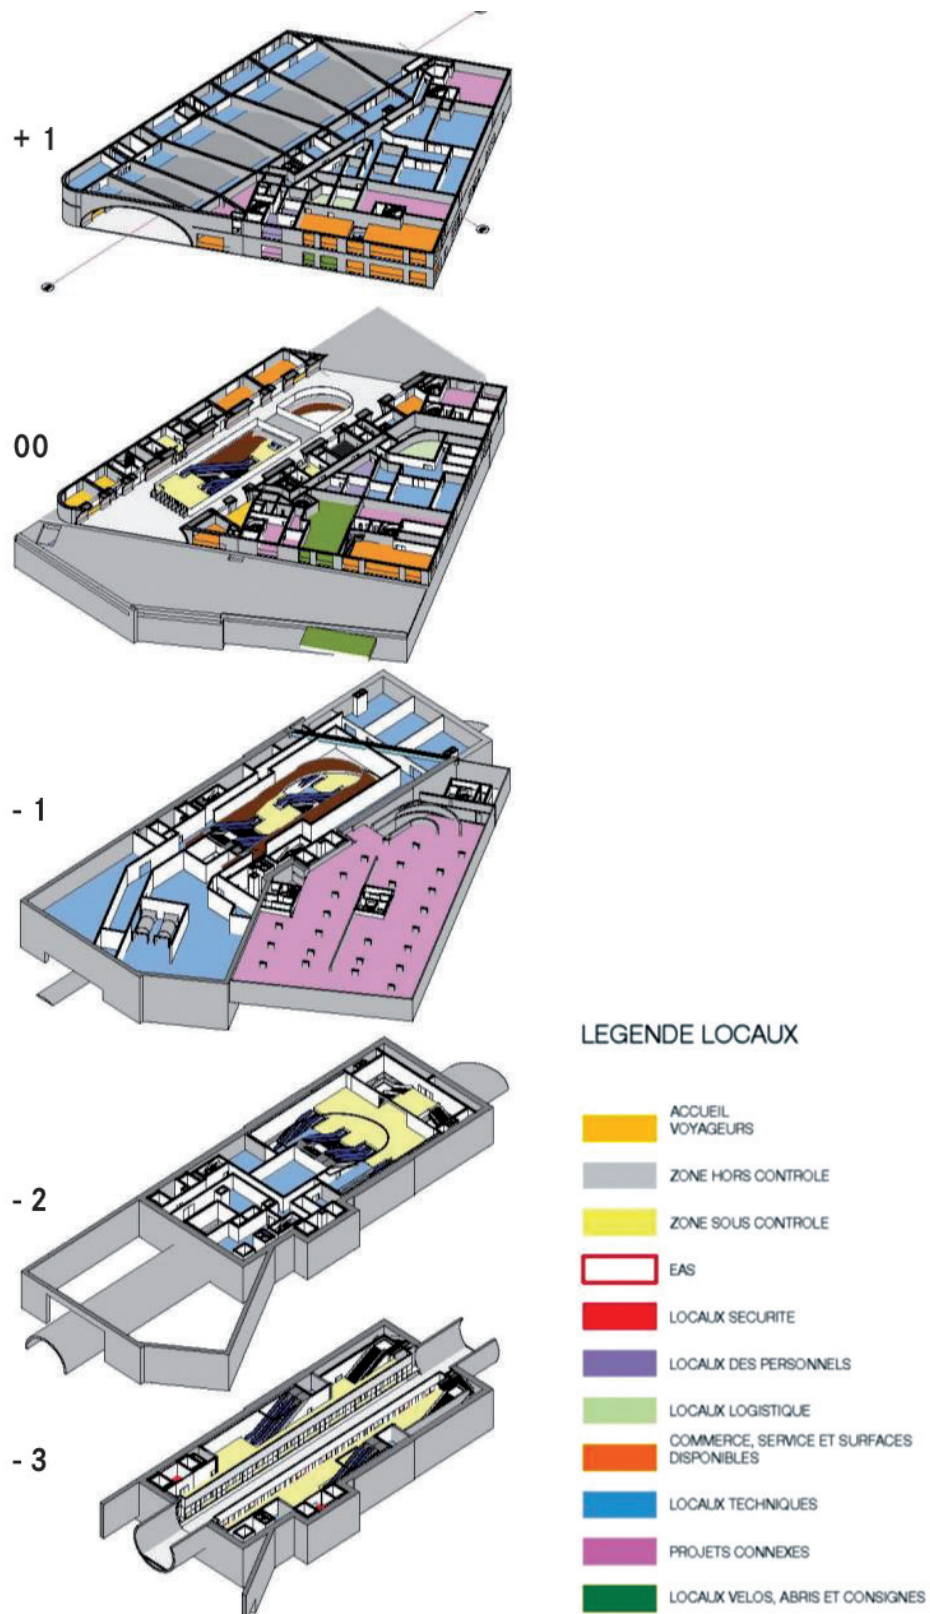 + 1
00
- 1
- 2
- 3
LEGENDE LOCAUX
ACCUEIL
VOYAGEURS
ZONE HORS CONTROLE
ZONE SOUS CONTROLE
EAS
LOCAUX SECURITE
LOCAUX DES PERSONNELS
LOCAUX LOGISTIQUE
COMMERCE, SERVICE ET SURFACES
DISPONIBLES
LOCAUX TECHNIQUES
PROJETS CONNEXES
LOCAUX VELOS, ABRIS ET CONSIGNES